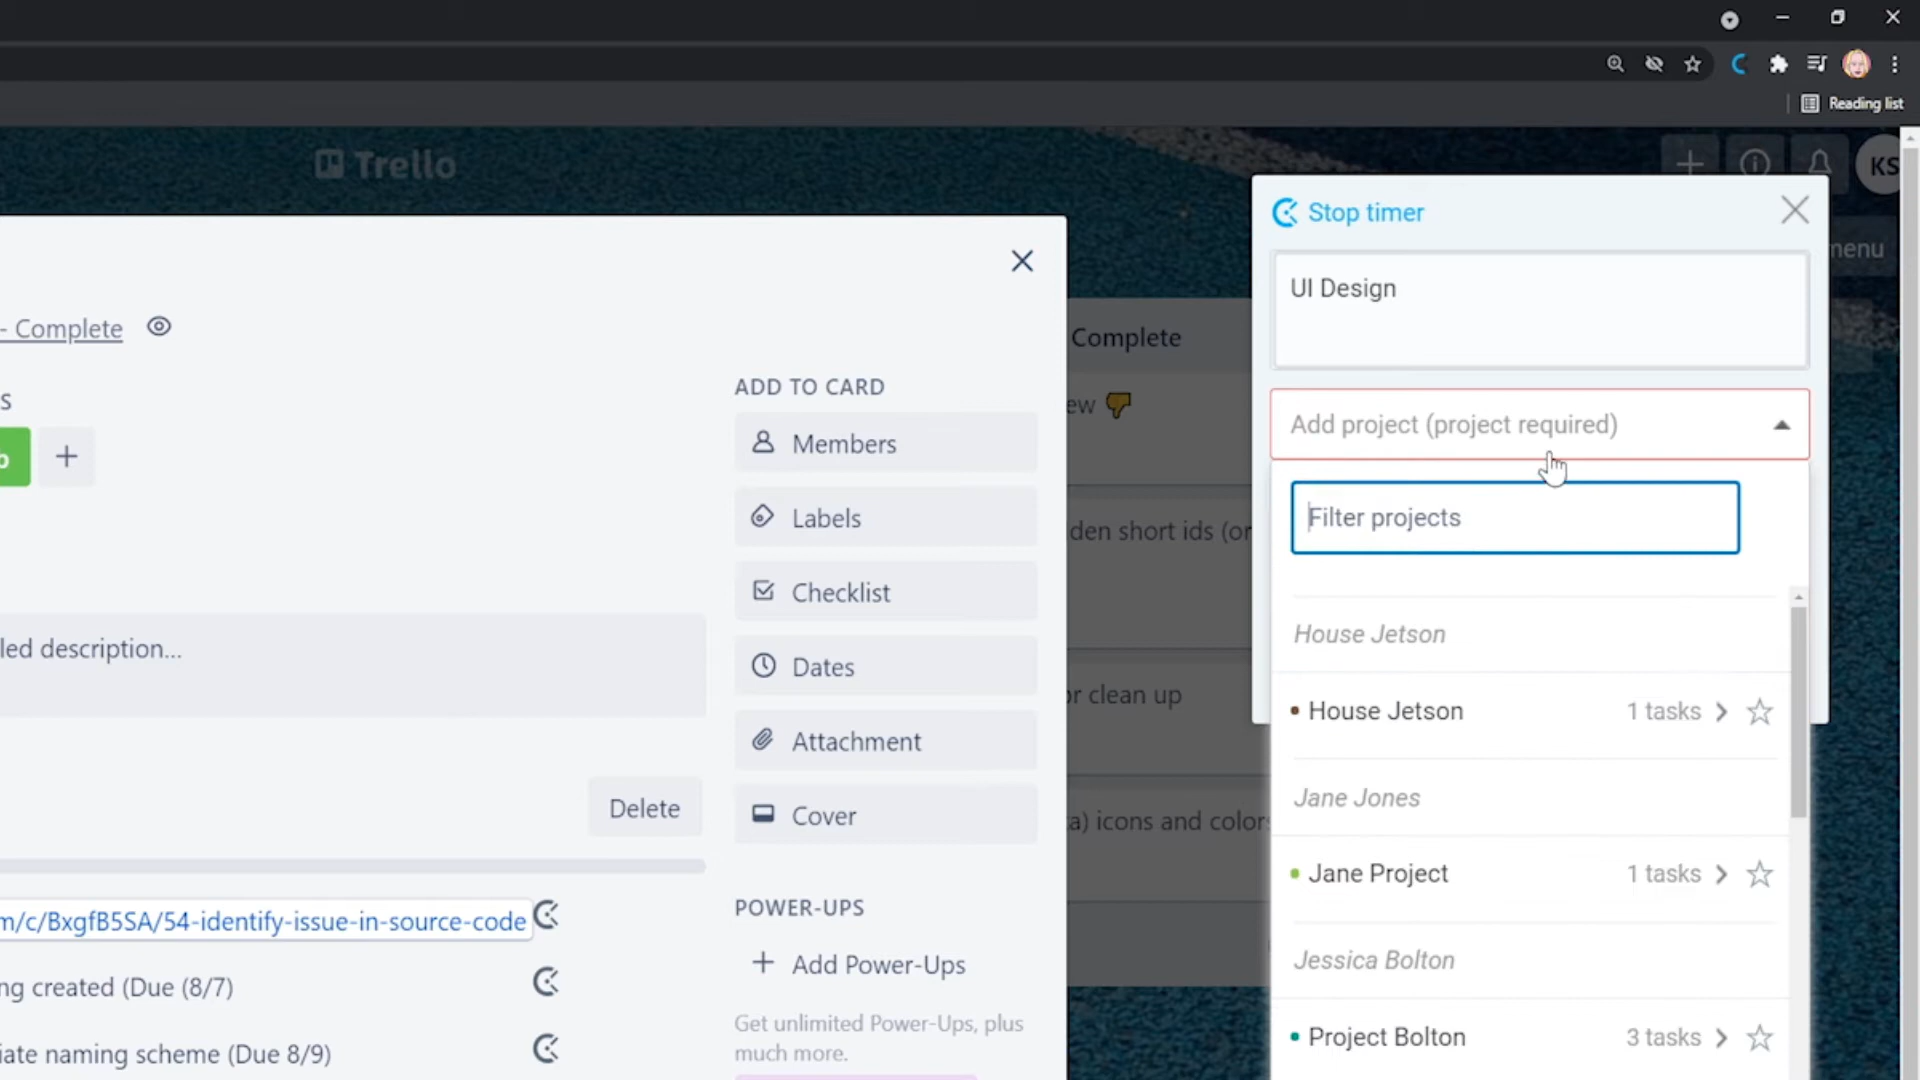 Reading list
Trello
KS
menu
Stop timer
UI Design
- Complete
Complete
ADD TO CARD
ew
Members
Add project (project required)
Labels
Filter projects
den short ids (or
Checklist
led description...
House Jetson
Dates
or clean up
House Jetson
1 tasks
Attachment
Jane Jones
Delete
Cover
a) icons and colors
Jane Project
1 tasks
POWER-UPS
m/c/BxgfB5SA/54-identify-issue-in-source-code
Add Power-Ups
Jessica Bolton
ng created (Due (8/7)
Get unlimited Power-Ups, plus
much more.
Project Bolton
3 tasks
iate naming scheme (Due 8/9)